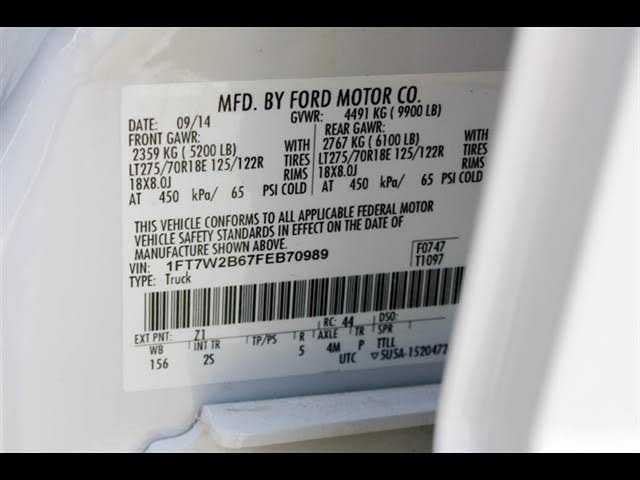 MFD. BY FORD MOTOR CO.
DATE: 09/14 GVWR: 4491 KG ( 9900 LB)
FRONT GAWR: REAR GAWR:
2359 KG ( 5200 LB) WITH 2767 KG ( 6100 LB) WITH
LT275/70R18E 125/122R TIRES LT275/70R18E 125/122R TIRES
18X8.0J RIMS 18X8.0J RIMS
AT 450 kPa/ 65 PSI COLD AT 450 kPa/ 65 PSI COLD
THIS VEHICLE CONFORMS TO ALL APPLICABLE FEDERAL MOTOR
VEHICLE SAFETY STANDARDS IN EFFECT ON THE DATE OF
MANUFACTURE SHOWN ABOVE.
VIN: 1FT7W2B67FEB70989 F0747
TYPE: Truck T1097
EXT PNT: Z1 RC: 44 DSO:
WB INT TR TP/PS R AXLE TR SPR
156 2S 5 4M P TTLL
UTC 5USA-1520472